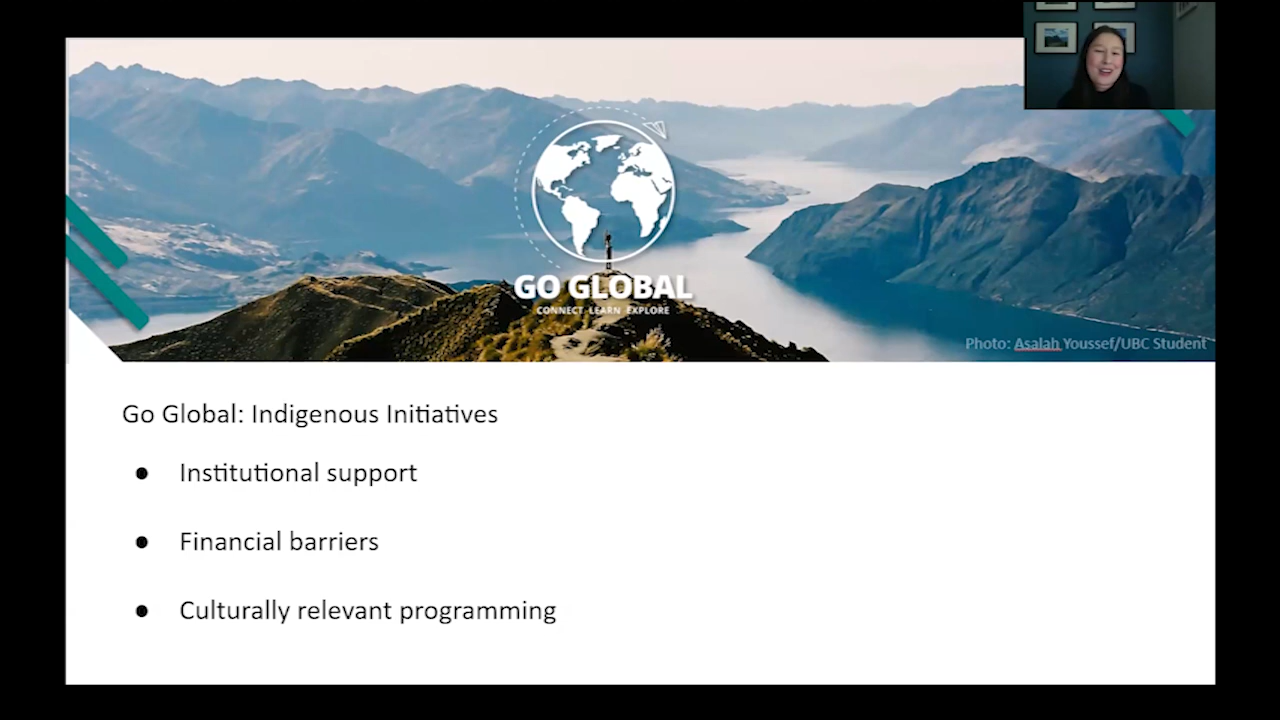 GO GLOBAL
CONNECT LEARN EXPLORE
Photo: Asalah Youssef/UBC Student
Go Global: Indigenous Initiatives
● Institutional support
● Financial barriers
● Culturally relevant programming